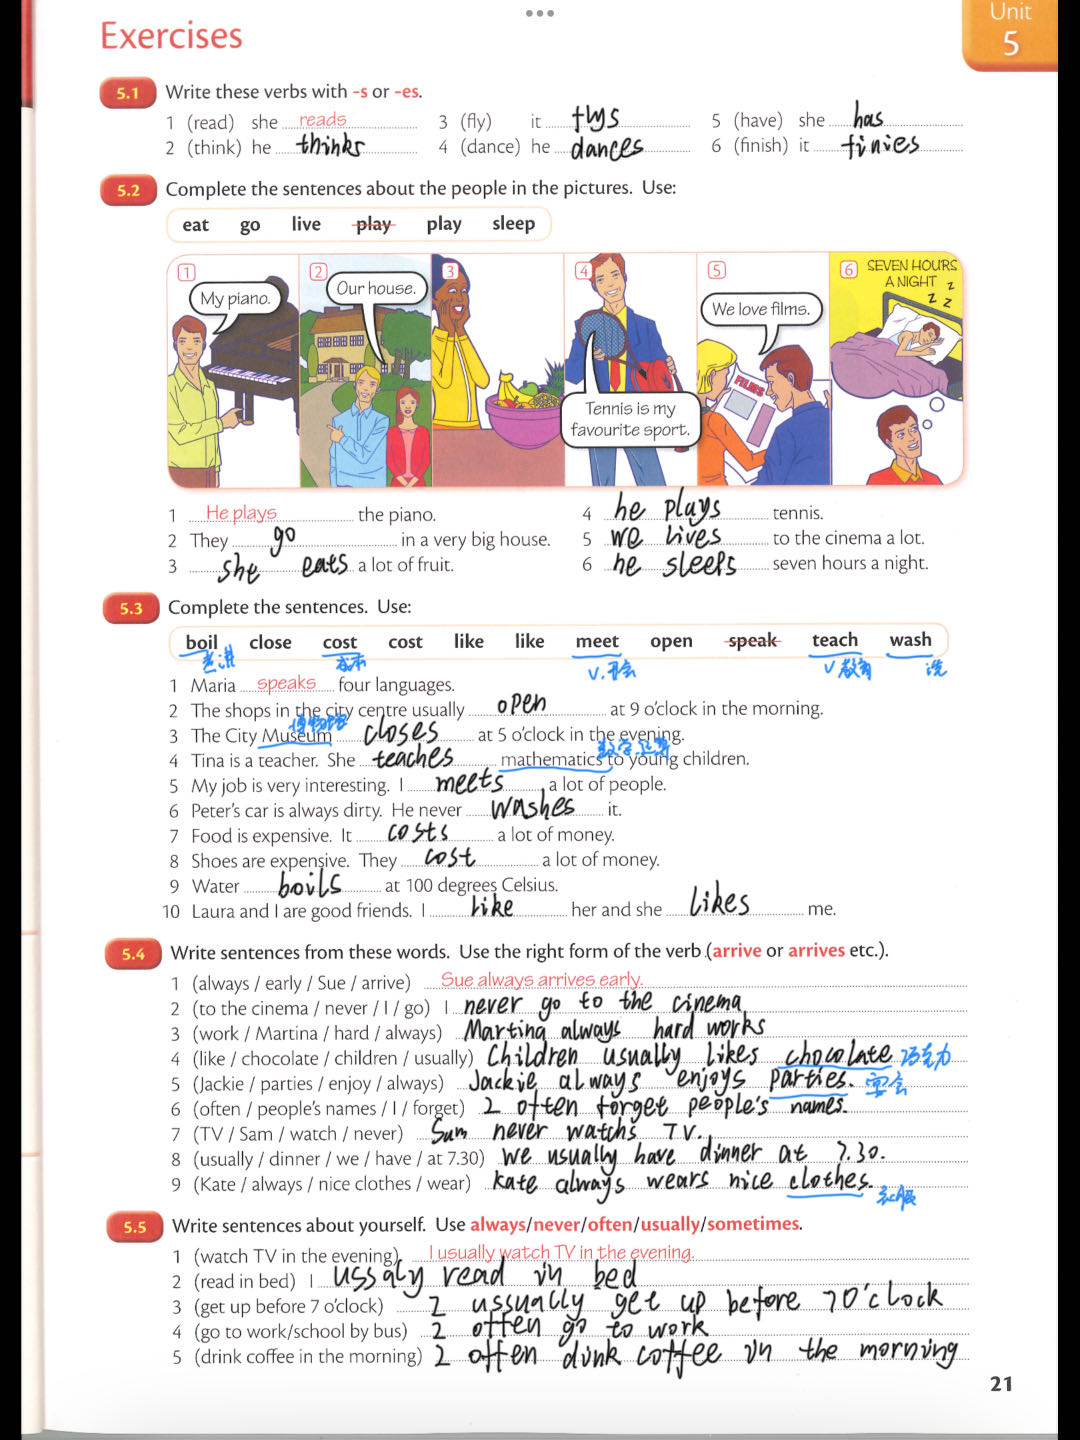 Exercises
Unit
5
5.1 Write these verbs with -s or -es.
1 (read) she reads 3 (fly) it flys 5 (have) she has
2 (think) he thinks 4 (dance) he dances 6 (finish) it finies
5.2 Complete the sentences about the people in the pictures. Use:
eat go live play play sleep
1 2 3 4 5 6 SEVEN HOURS
A NIGHT z
z z
My piano.
Our house.
We love films.
FILMS
Tennis is my
favourite sport.
1 He plays the piano. 4 he plays tennis.
2 They go in a very big house. 5 we lives to the cinema a lot.
3 she eats a lot of fruit. 6 he sleeps seven hours a night.
5.3 Complete the sentences. Use:
boil close cost cost like like meet open speak teach wash
成本 v.开会 v 教育 洗
1 Maria speaks four languages.
2 The shops in the city centre usually open at 9 o'clock in the morning.
博物馆
3 The City Museum closes at 5 o'clock in the evening.
4 Tina is a teacher. She teaches mathematics to young children.
5 My job is very interesting. I meets a lot of people.
6 Peter's car is always dirty. He never washes it.
7 Food is expensive. It costs a lot of money.
8 Shoes are expensive. They cost a lot of money.
9 Water boils at 100 degrees Celsius.
10 Laura and I are good friends. I like her and she likes me.
5.4 Write sentences from these words. Use the right form of the verb (arrive or arrives etc.).
1 (always / early / Sue / arrive) Sue always arrives early.
2 (to the cinema / never / I / go) I never go to the cinema
3 (work / Martina / hard / always) Martina always hard works
4 (like / chocolate / children / usually) Children usually likes chocolate 巧克力
5 (Jackie / parties / enjoy / always) Jackie always enjoys parties. 宴会
6 (often / people's names / I / forget) I often forget people's names.
7 (TV / Sam / watch / never) Sam never watchs TV.
8 (usually / dinner / we / have / at 7.30) we usually have dinner at 7.30.
9 (Kate / always / nice clothes / wear) kate always wears nice clothes.
5.5 Write sentences about yourself. Use always/never/often/usually/sometimes.
1 (watch TV in the evening) I usually watch TV in the evening.
2 (read in bed) I ussaly read in bed
3 (get up before 7 o'clock) I ussually get up before 7 o'clock
4 (go to work/school by bus) I offen go to work
5 (drink coffee in the morning) I offen dink coffee in the morning
21